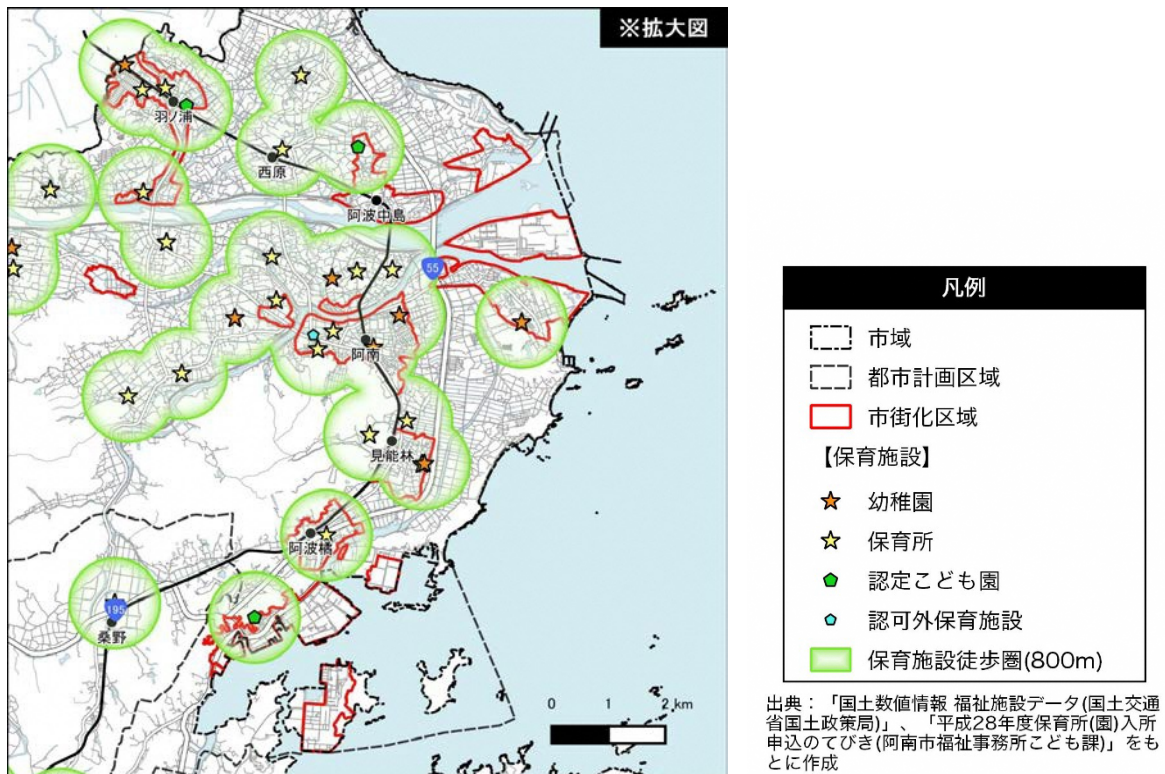 ※拡大図
羽ノ浦
西原
阿波中島
55
阿南
見能林
阿波橘
195
桑野
0 1 2 km
凡例
市域
都市計画区域
市街化区域
【保育施設】
幼稚園
保育所
認定こども園
認可外保育施設
保育施設徒歩圏(800m)
出典：「国土数値情報 福祉施設データ(国土交通
省国土政策局)」、「平成28年度保育所(園)入所
申込のてびき(阿南市福祉事務所こども課)」をも
とに作成